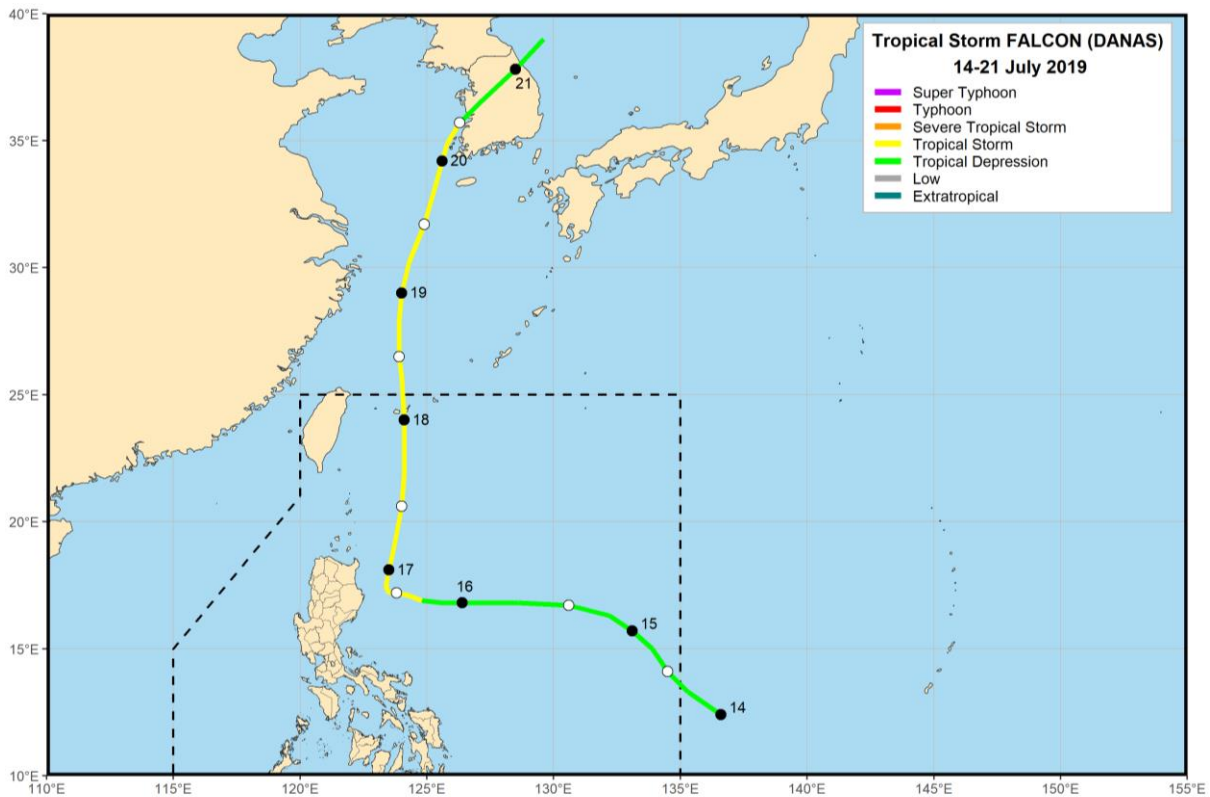 Tropical Storm FALCON (DANAS)
14-21 July 2019
Super Typhoon
Typhoon
Severe Tropical Storm
Tropical Storm
Tropical Depression
Low
Extratropical
40°E
35°E
30°E
25°E
20°E
15°E
10°E
21
20
19
18
17
16
15
14
110°E
115°E
120°E
125°E
130°E
135°E
140°E
145°E
150°E
155°E